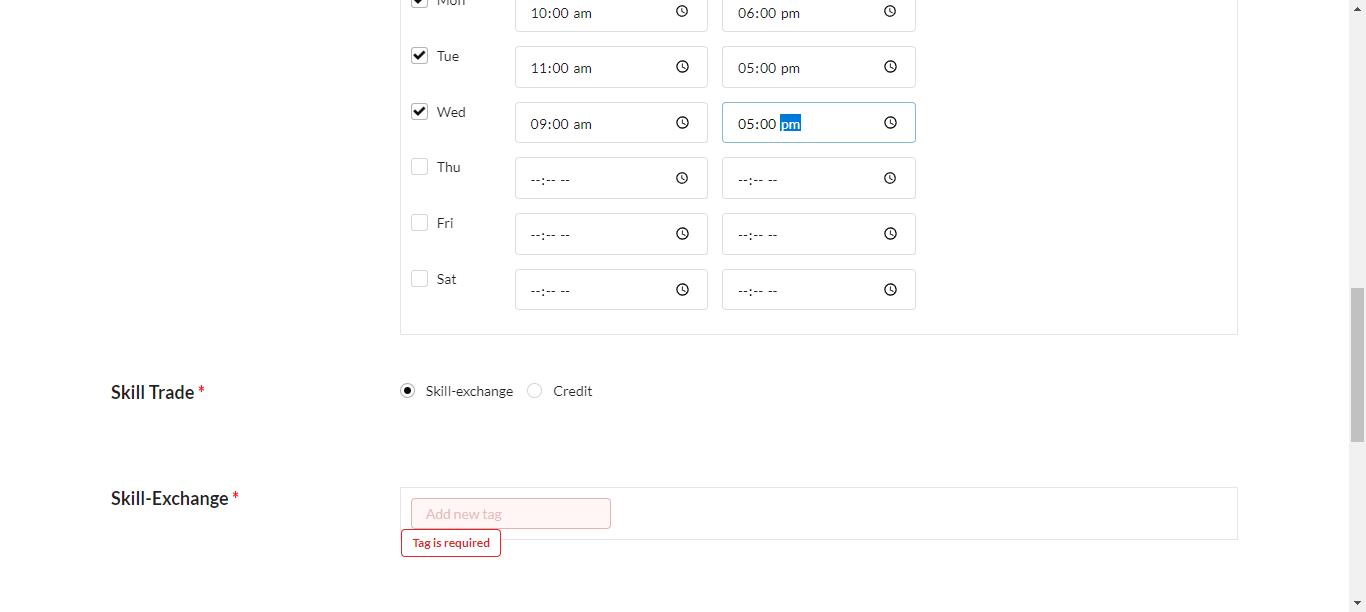 Mon 10:00 am 06:00 pm
Tue 11:00 am 05:00 pm
Wed 09:00 am 05:00 pm
Thu --:-- -- --:-- --
Fri --:-- -- --:-- --
Sat --:-- -- --:-- --
Skill Trade * Skill-exchange Credit
Skill-Exchange * Add new tag
Tag is required